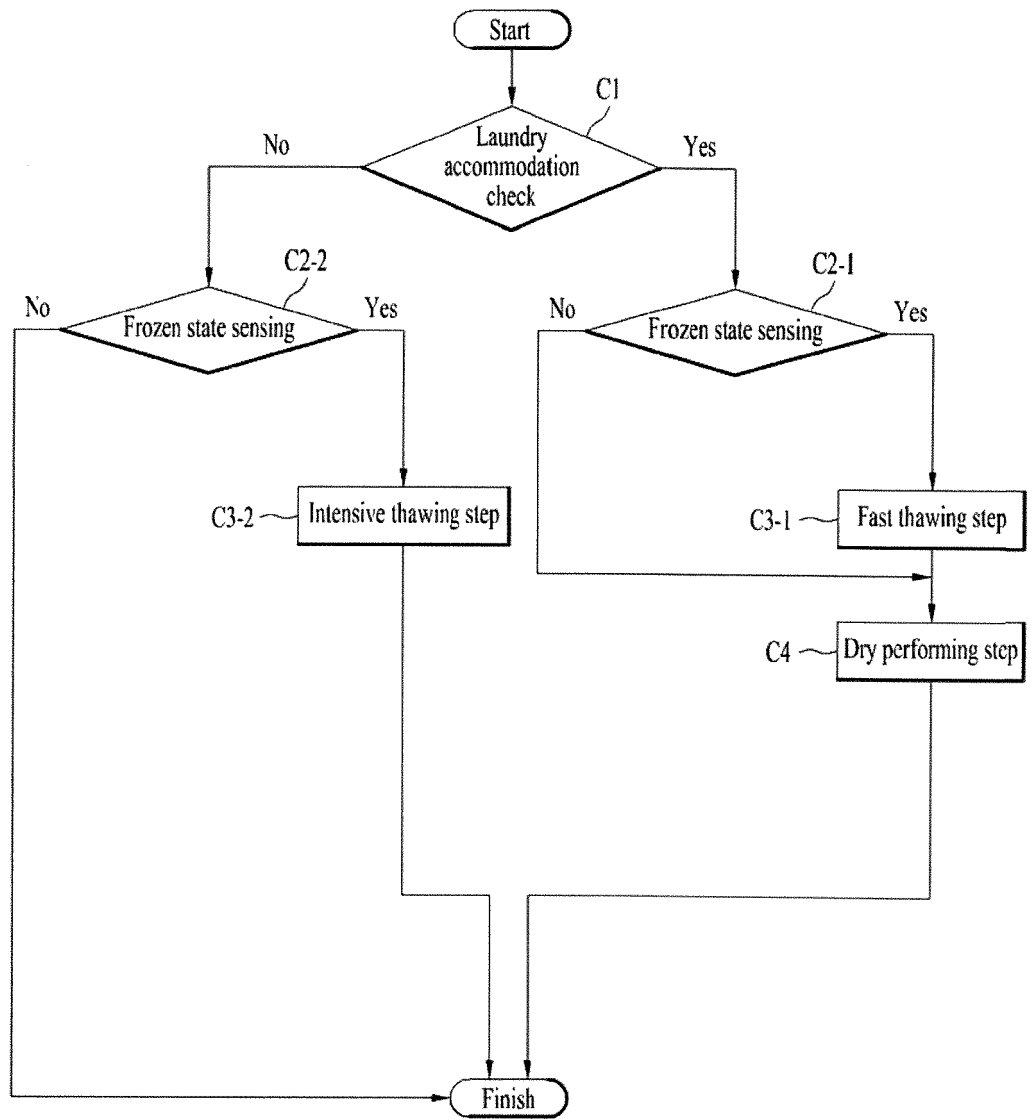 Start
C1
Laundry
accommodation
check
No
Yes
C2-2
C2-1
No
Frozen state sensing
Yes
No
Frozen state sensing
Yes
C3-2
Intensive thawing step
C3-1
Fast thawing step
C4
Dry performing step
Finish